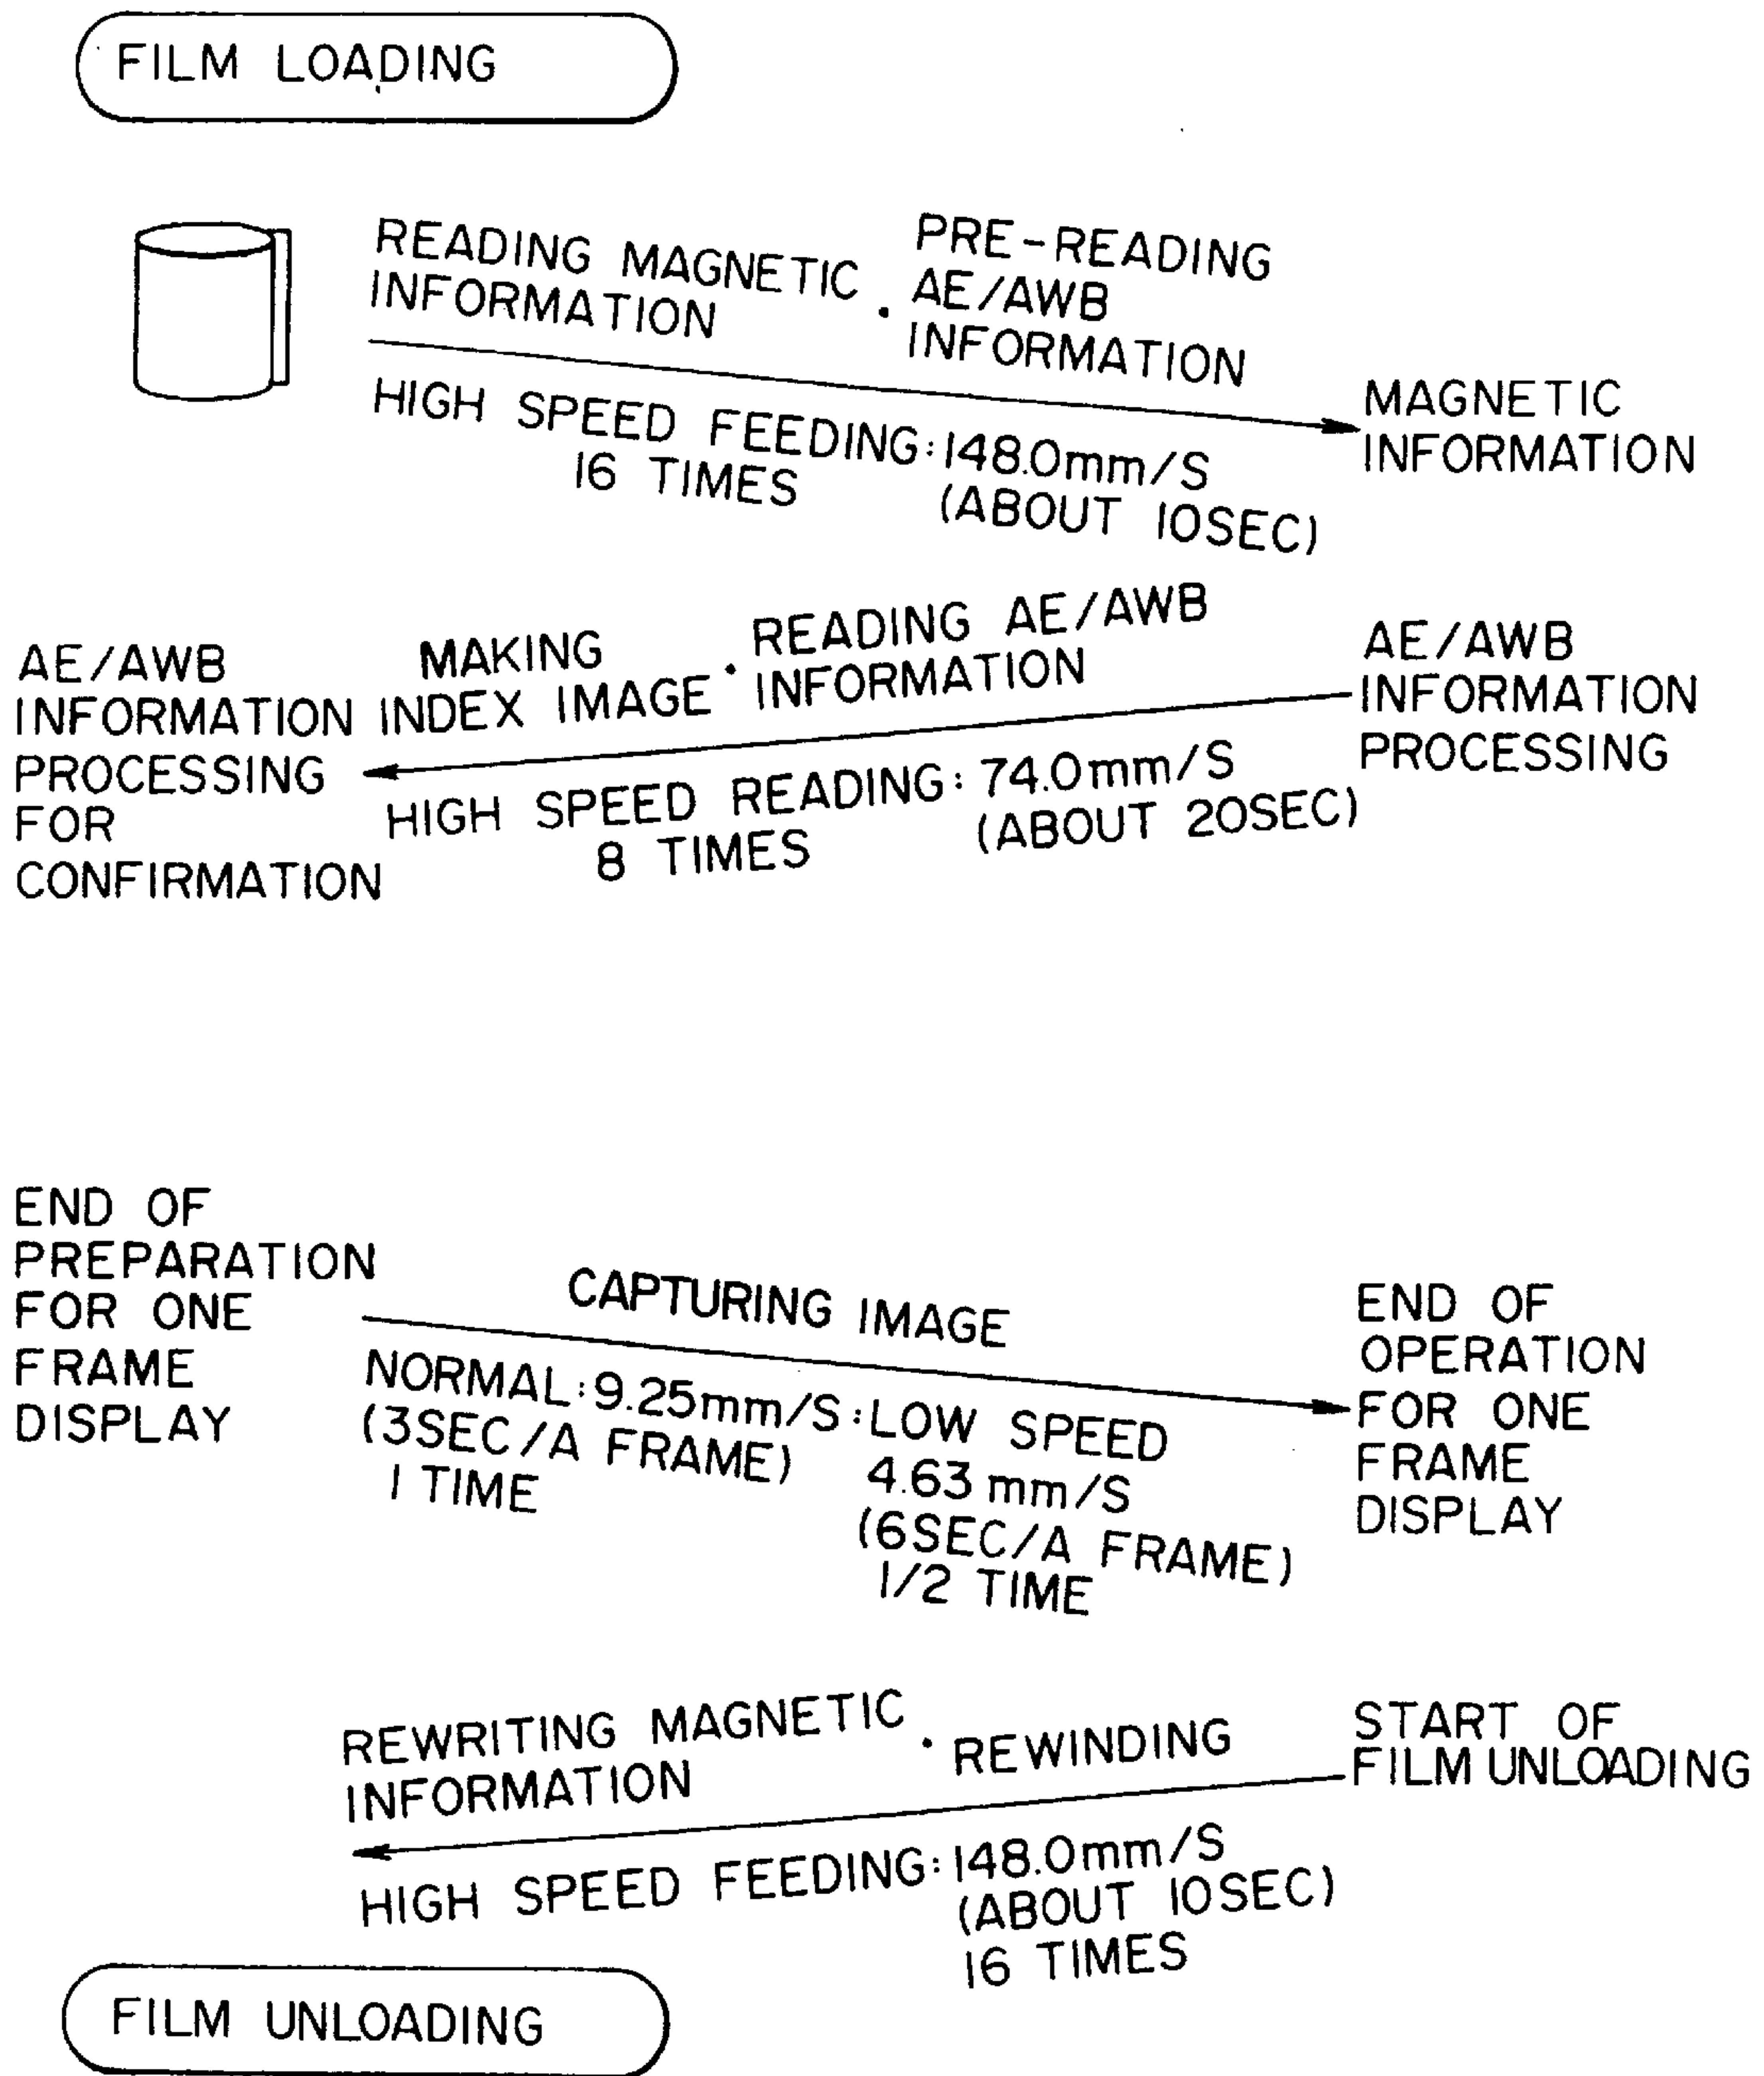 FILM LOADING
READING MAGNETIC
INFORMATION
· PRE-READING
AE/AWB
INFORMATION
HIGH SPEED FEEDING: 148.0mm/S
16 TIMES
(ABOUT 10SEC)
MAGNETIC
INFORMATION
AE/AWB
INFORMATION
PROCESSING
FOR
CONFIRMATION
MAKING
INDEX IMAGE
· READING AE/AWB
INFORMATION
HIGH SPEED READING: 74.0mm/S
8 TIMES
(ABOUT 20SEC)
AE/AWB
INFORMATION
PROCESSING
END OF
PREPARATION
FOR ONE
FRAME
DISPLAY
CAPTURING IMAGE
NORMAL: 9.25mm/S
(3SEC/A FRAME)
1 TIME
:LOW SPEED
4.63 mm/S
(6SEC/A FRAME)
1/2 TIME
END OF
OPERATION
FOR ONE
FRAME
DISPLAY
REWRITING MAGNETIC
INFORMATION
· REWINDING
HIGH SPEED FEEDING: 148.0mm/S
(ABOUT 10SEC)
16 TIMES
START OF
FILM UNLOADING
FILM UNLOADING